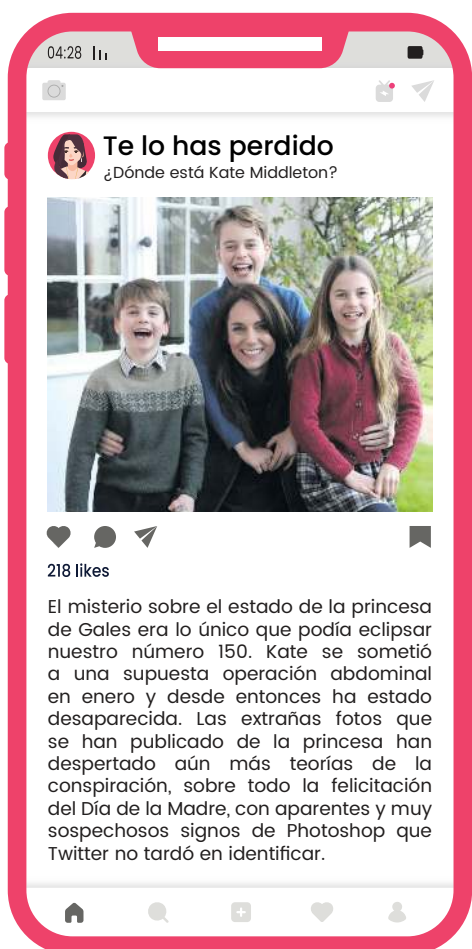 04:28
Te lo has perdido
¿Dónde está Kate Middleton?
218 likes
El misterio sobre el estado de la princesa
de Gales era lo único que podía eclipsar
nuestro número 150. Kate se sometió
a una supuesta operación abdominal
en enero y desde entonces ha estado
desaparecida. Las extrañas fotos que
se han publicado de la princesa han
despertado aún más teorías de la
conspiración, sobre todo la felicitación
del Día de la Madre, con aparentes y muy
sospechosos signos de Photoshop que
Twitter no tardó en identificar.